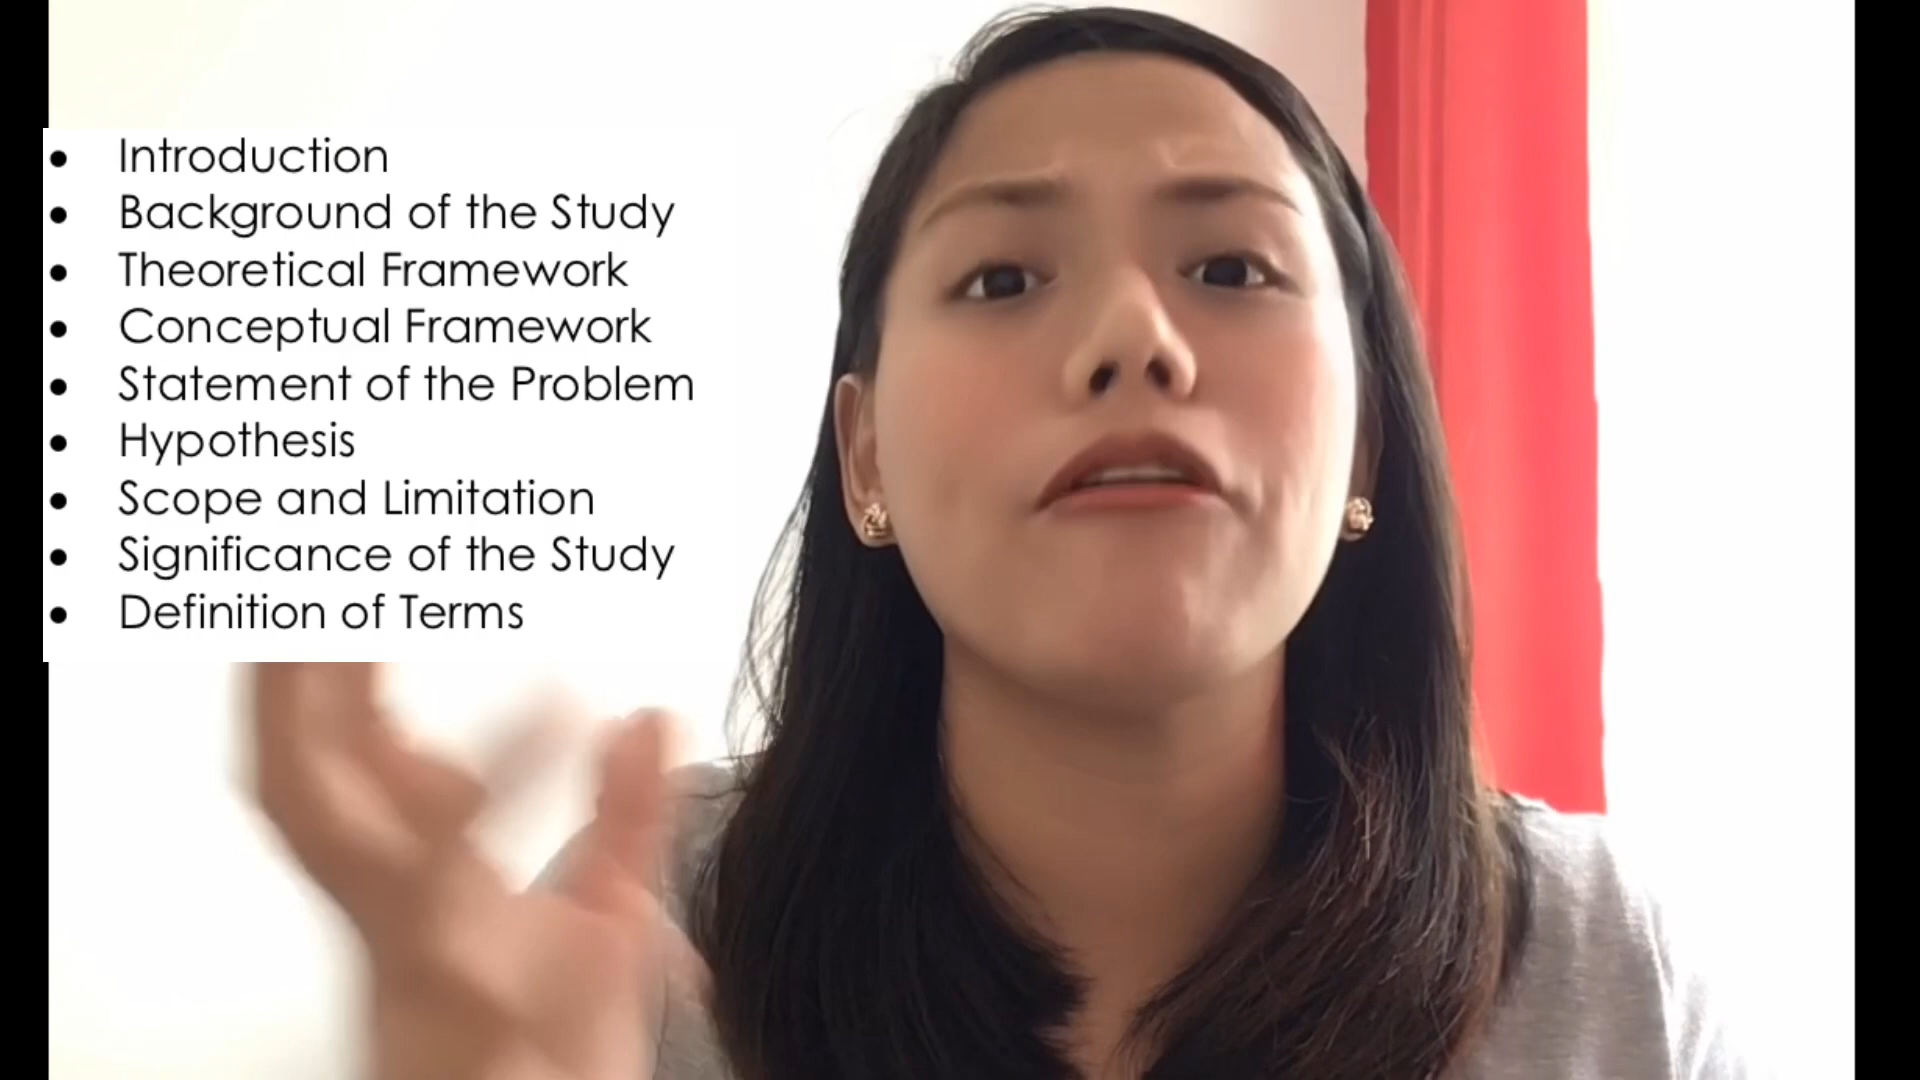 • Introduction
• Background of the Study
• Theoretical Framework
• Conceptual Framework
• Statement of the Problem
• Hypothesis
• Scope and Limitation
• Significance of the Study
• Definition of Terms